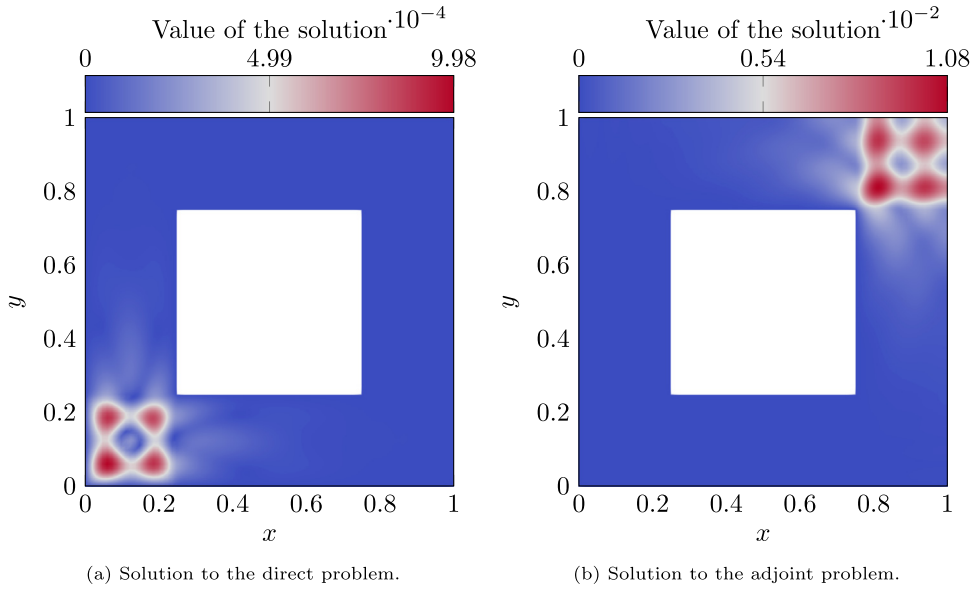 Value of the solution ·10⁻⁴
0 4.99 9.98
1
0.8
0.6
y
0.4
0.2
0
0 0.2 0.4 0.6 0.8 1
x
(a) Solution to the direct problem.
Value of the solution ·10⁻²
0 0.54 1.08
1
0.8
0.6
y
0.4
0.2
0
0 0.2 0.4 0.6 0.8 1
x
(b) Solution to the adjoint problem.